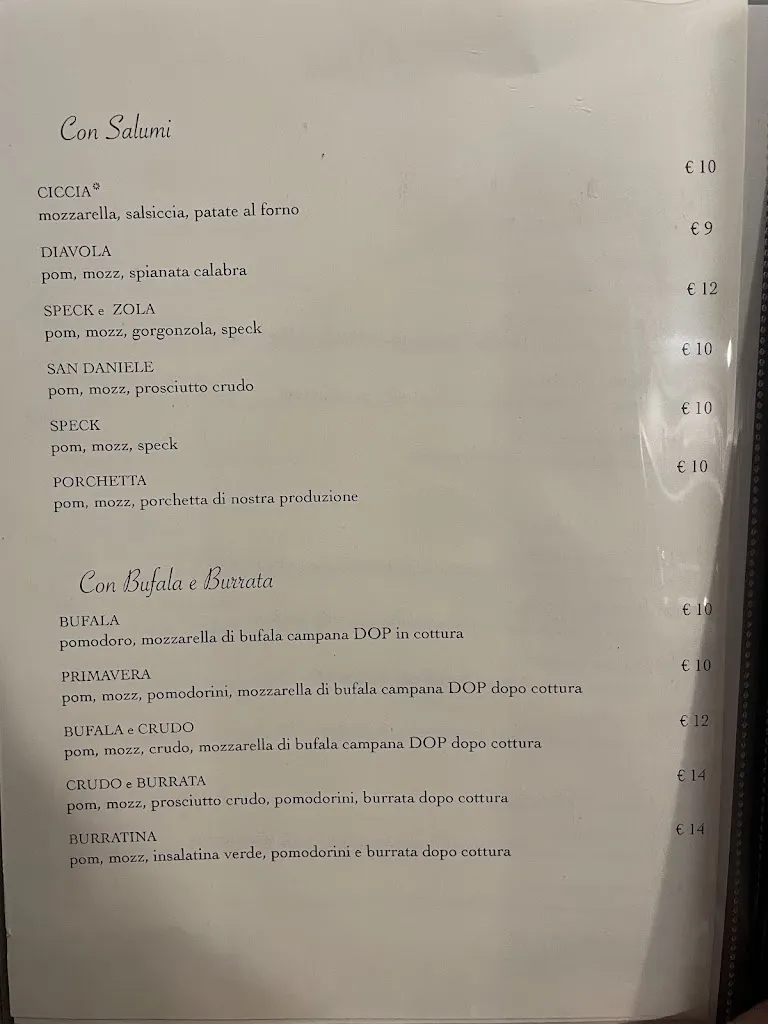 Con Salumi
CICCIA* € 10
mozzarella, salsiccia, patate al forno
DIAVOLA € 9
pom, mozz, spianata calabra
SPECK e ZOLA € 12
pom, mozz, gorgonzola, speck
SAN DANIELE € 10
pom, mozz, prosciutto crudo
SPECK € 10
pom, mozz, speck
PORCHETTA € 10
pom, mozz, porchetta di nostra produzione
Con Bufala e Burrata
BUFALA € 10
pomodoro, mozzarella di bufala campana DOP in cottura
PRIMAVERA € 10
pom, mozz, pomodorini, mozzarella di bufala campana DOP dopo cottura
BUFALA e CRUDO € 12
pom, mozz, crudo, mozzarella di bufala campana DOP dopo cottura
CRUDO e BURRATA € 14
pom, mozz, prosciutto crudo, pomodorini, burrata dopo cottura
BURRATINA € 14
pom, mozz, insalatina verde, pomodorini e burrata dopo cottura